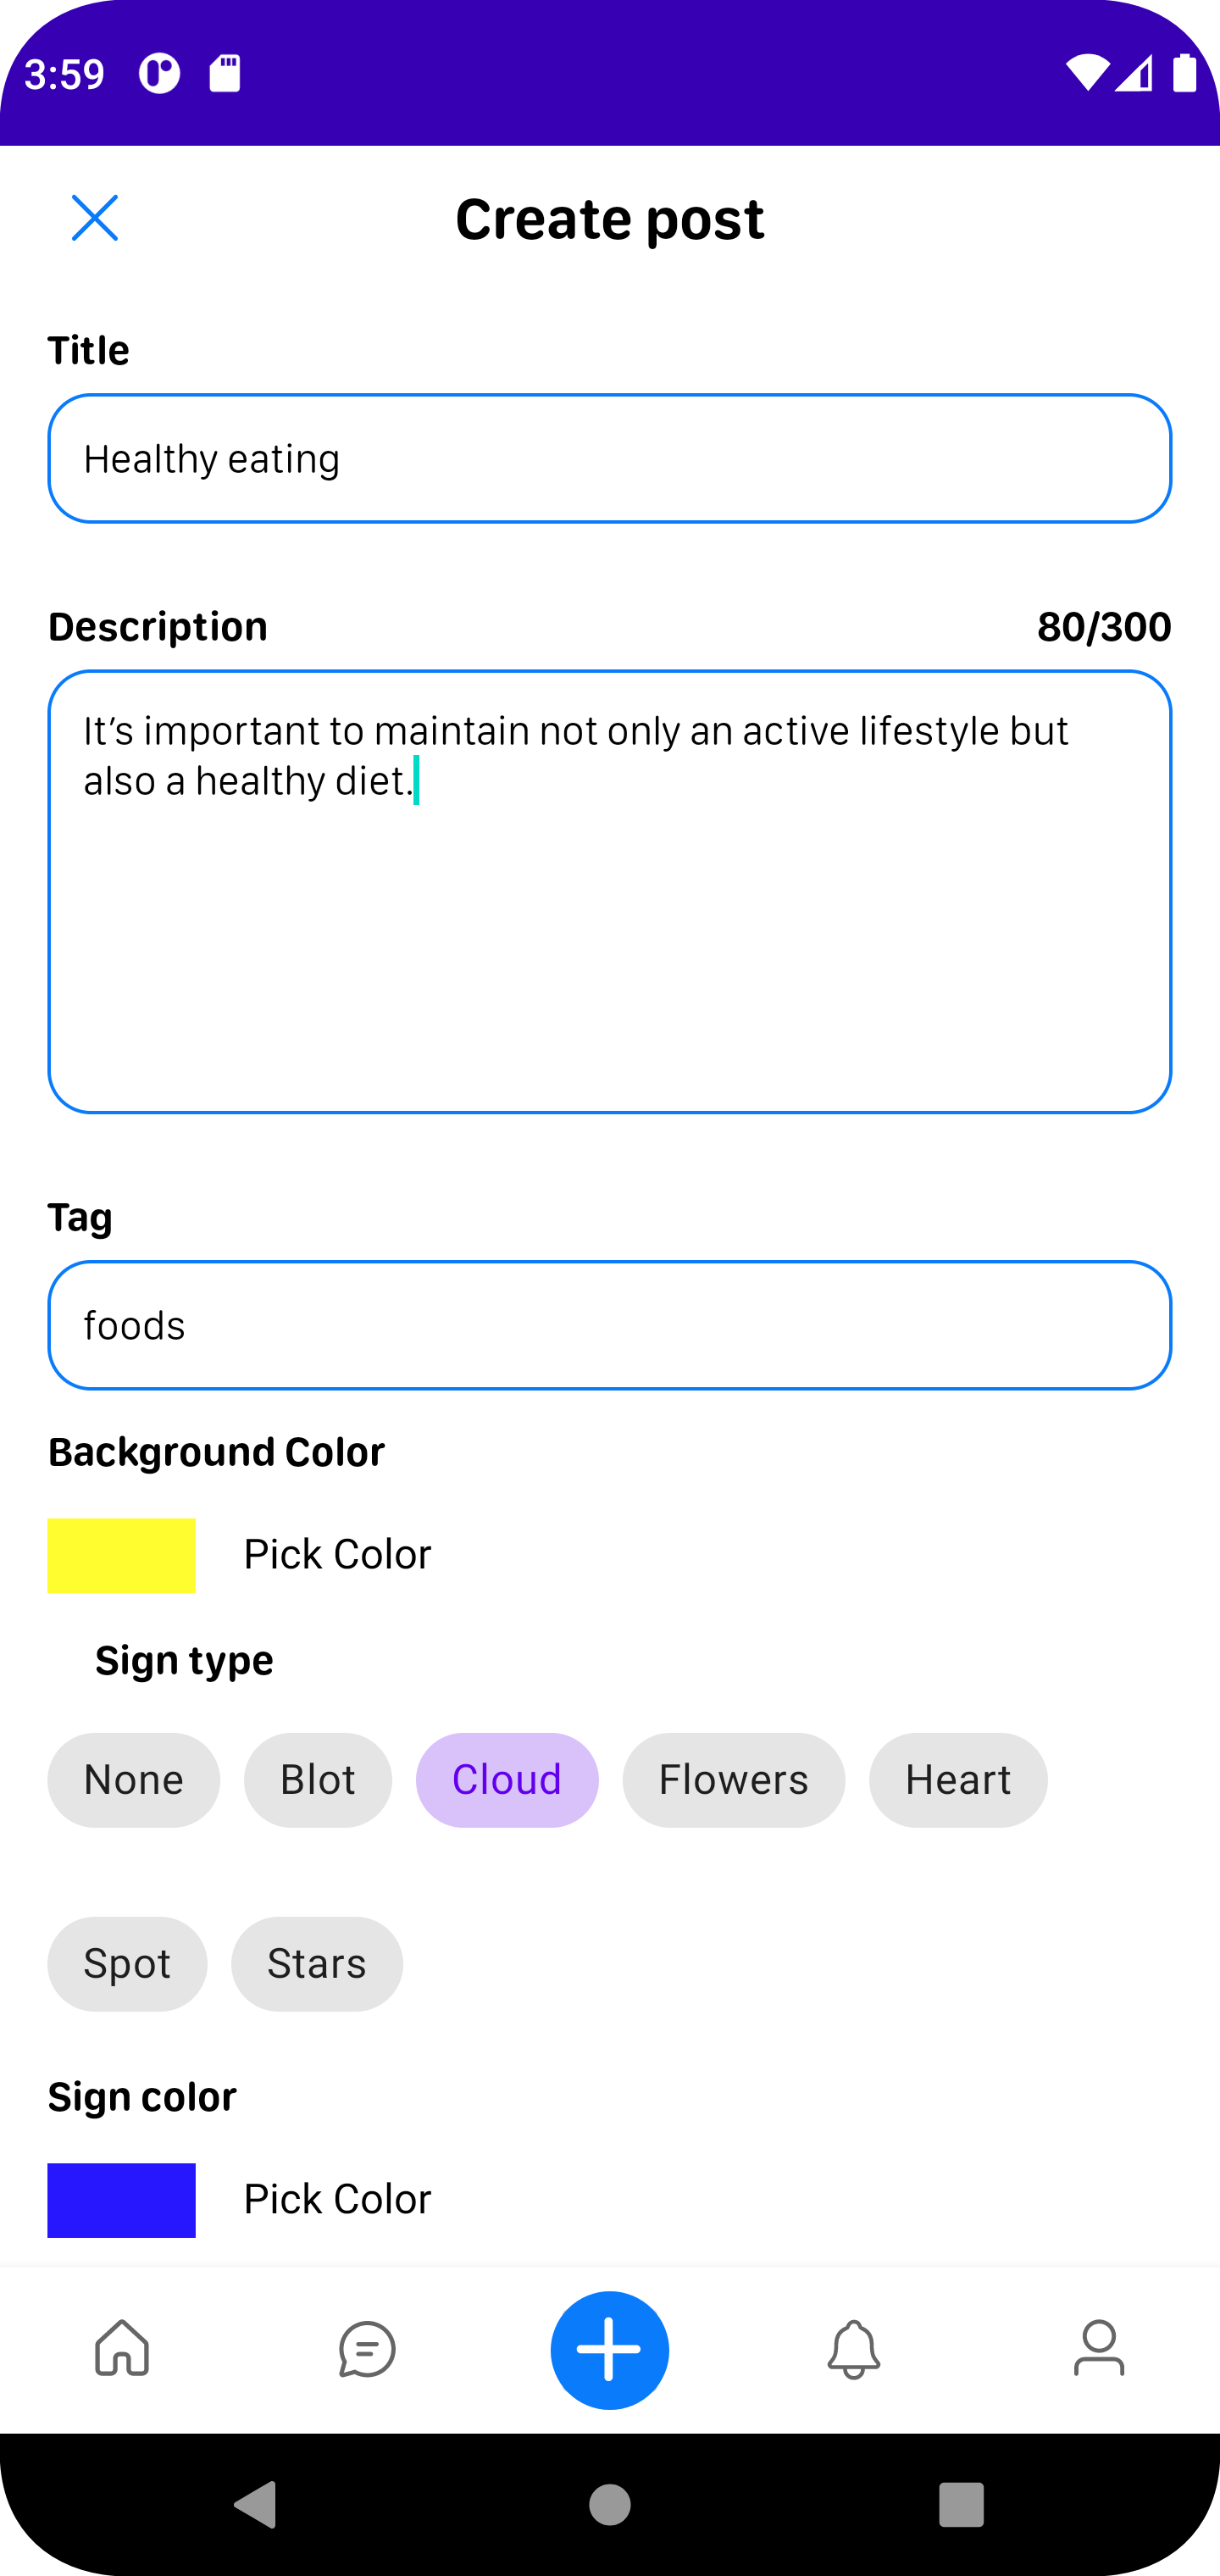 3:59
Create post
Title
Healthy eating
Description 80/300
It's important to maintain not only an active lifestyle but
also a healthy diet.
Tag
foods
Background Color
Pick Color
Sign type
None Blot Cloud Flowers Heart
Spot Stars
Sign color
Pick Color